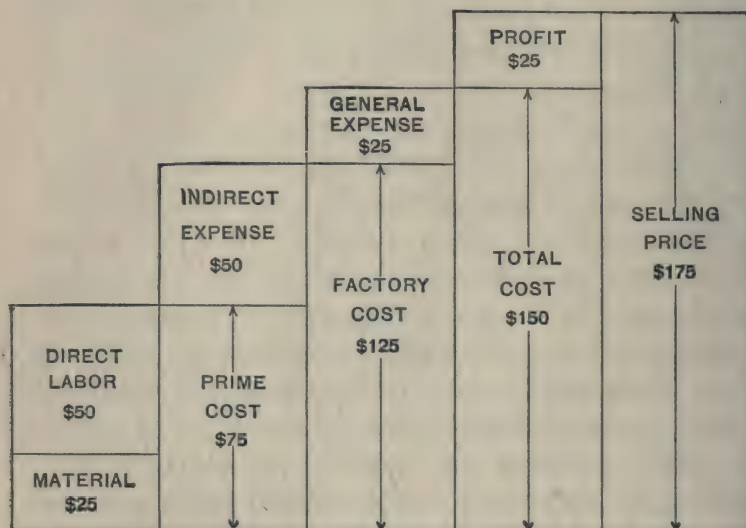 PROFIT
$25
GENERAL
EXPENSE
$25
INDIRECT
EXPENSE
$50
SELLING
PRICE
$175
TOTAL
COST
$150
FACTORY
COST
$125
DIRECT
LABOR
$50
PRIME
COST
$75
MATERIAL
$25